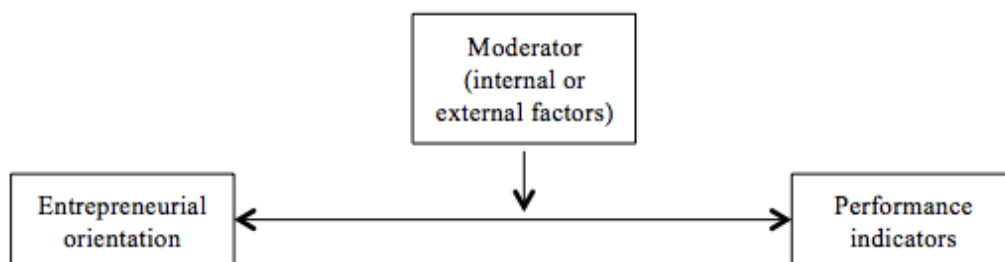 Moderator
(internal or
external factors)
Entrepreneurial
orientation
Performance
indicators